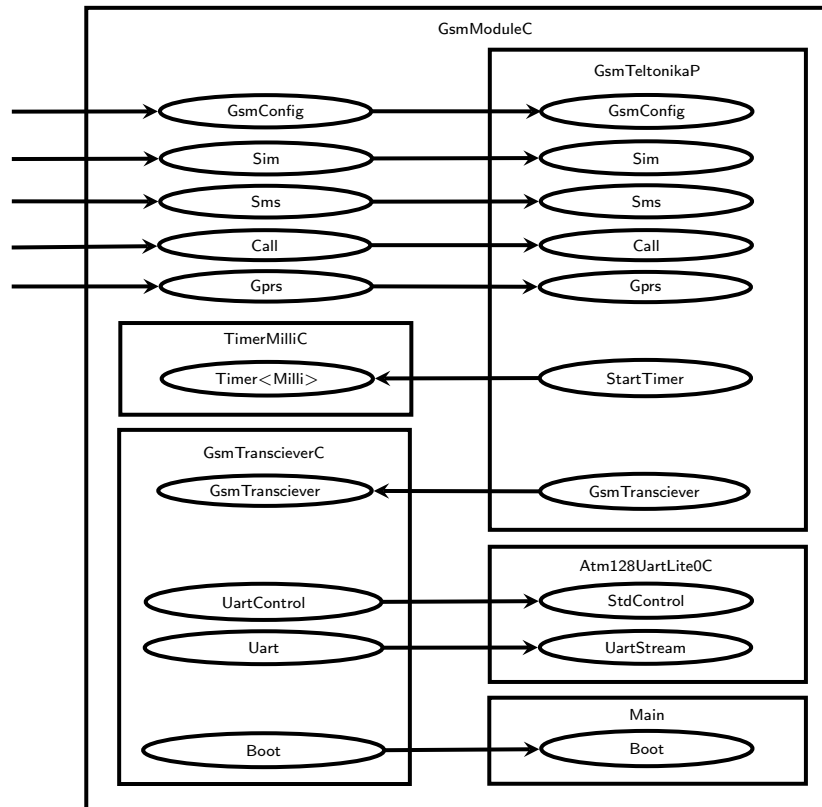 GsmModuleC
GsmTeltonikaP
GsmConfig
GsmConfig
Sim
Sim
Sms
Sms
Call
Call
Gprs
Gprs
TimerMilliC
Timer<Milli>
StartTimer
GsmTranscieverC
GsmTransciever
GsmTransciever
Atm128UartLite0C
UartControl
StdControl
Uart
UartStream
Main
Boot
Boot